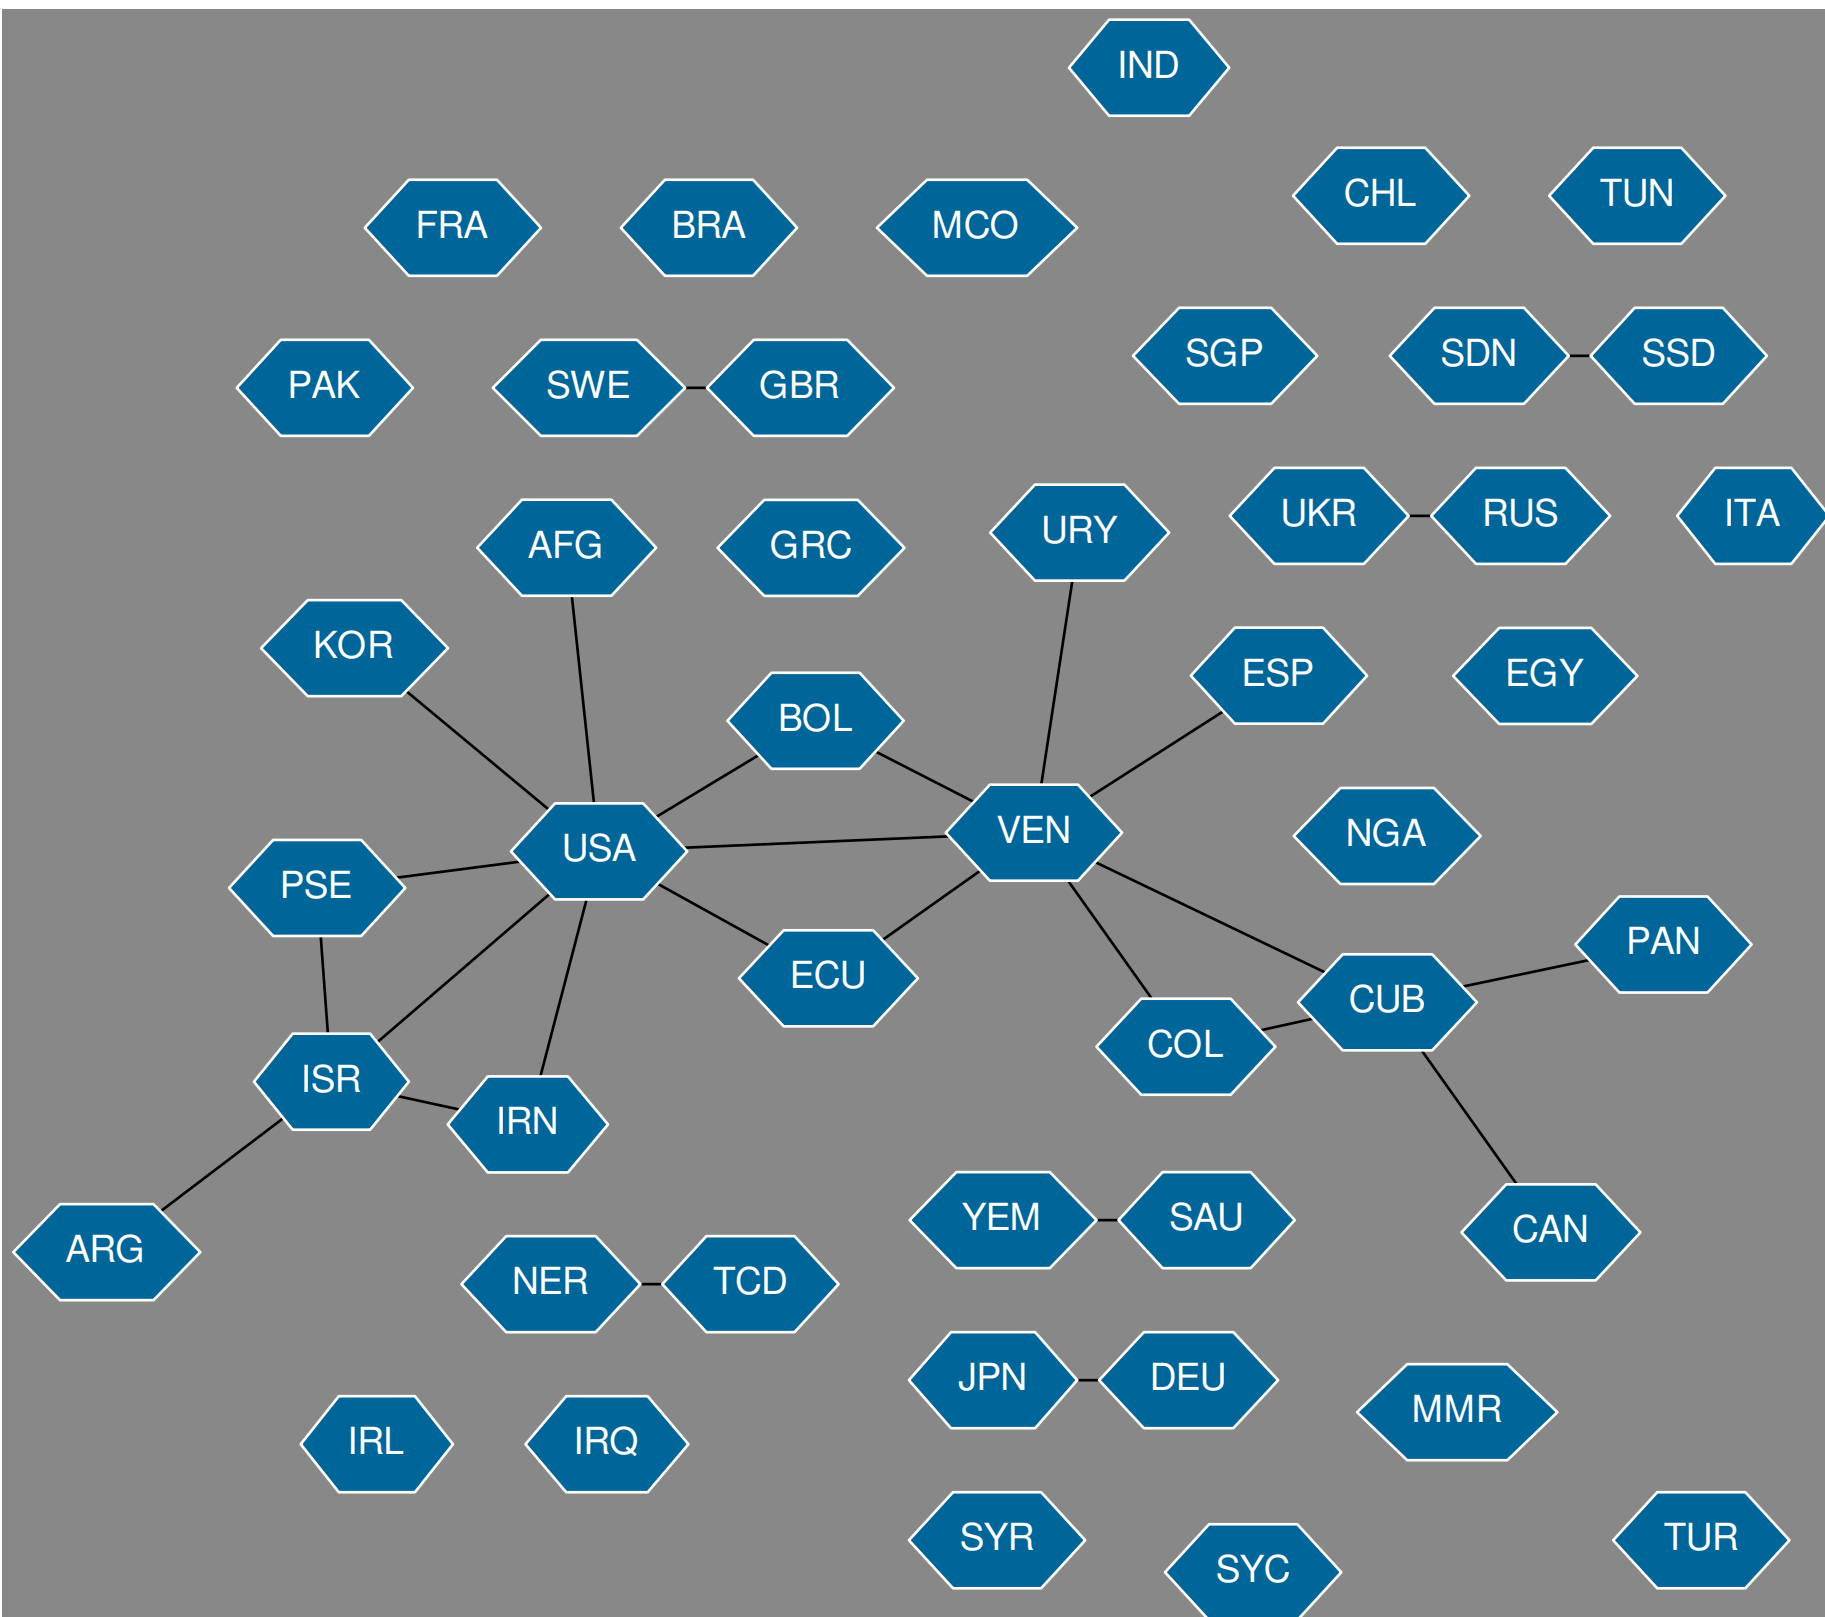 IND
CHL
TUN
FRA
BRA
MCO
SGP
SDN
SSD
PAK
SWE
GBR
UKR
RUS
ITA
URY
AFG
GRC
KOR
ESP
EGY
BOL
USA
VEN
NGA
PSE
PAN
ECU
CUB
COL
ISR
IRN
YEM
SAU
CAN
ARG
NER
TCD
JPN
DEU
MMR
IRL
IRQ
SYR
TUR
SYC